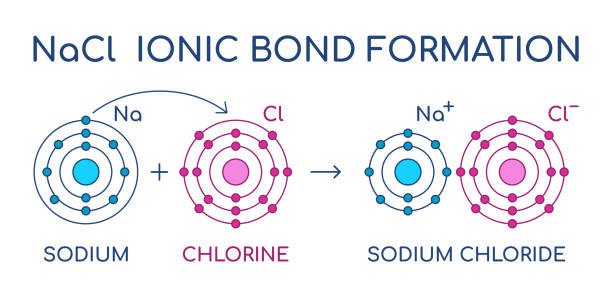 NaCl IONIC BOND FORMATION
Na
Cl
Na⁺
Cl⁻
+
SODIUM
CHLORINE
SODIUM CHLORIDE